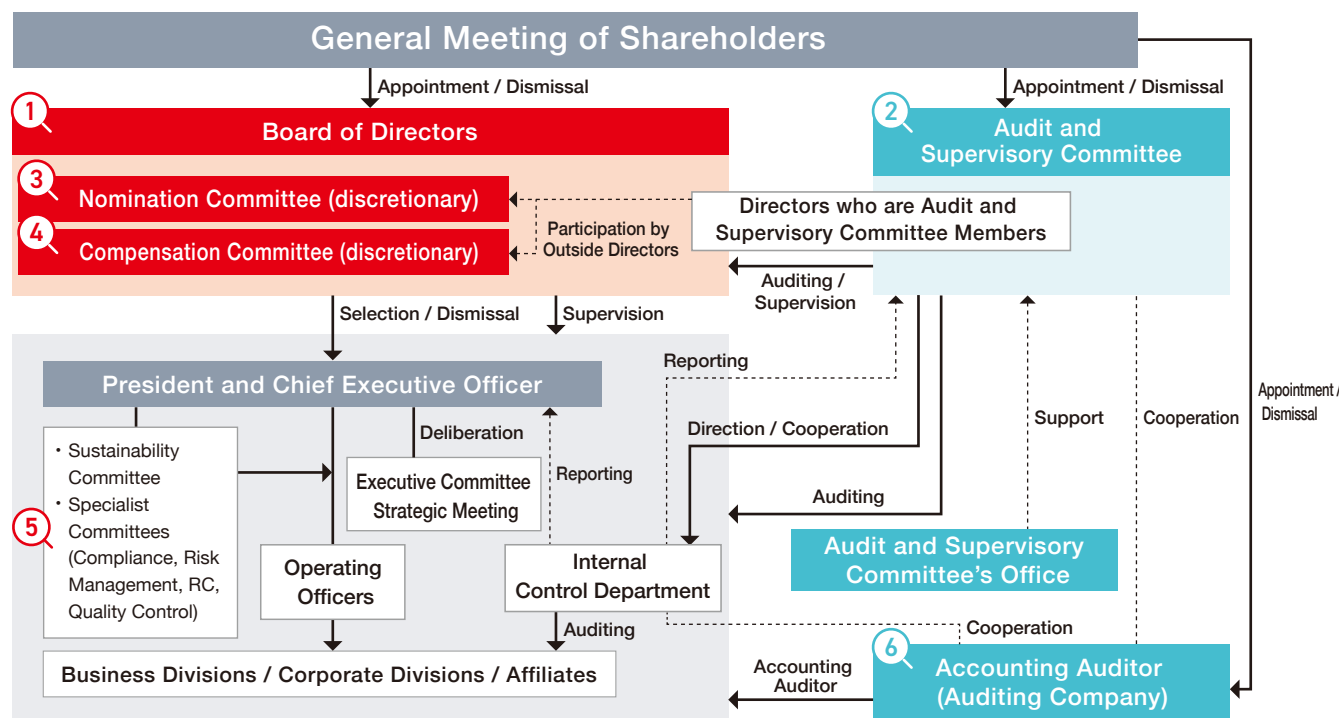 General Meeting of Shareholders
Appointment / Dismissal
Appointment / Dismissal
1
Board of Directors
2
Audit and
Supervisory Committee
3
Nomination Committee (discretionary)
4
Compensation Committee (discretionary)
Participation by
Outside Directors
Directors who are Audit and
Supervisory Committee Members
Auditing /
Supervision
Selection / Dismissal
Supervision
Reporting
President and Chief Executive Officer
Appointment /
Dismissal
Support
Cooperation
Direction / Cooperation
Deliberation
・Sustainability
Committee
・Specialist
Committees
(Compliance, Risk
Management, RC,
Quality Control)
5
Executive Committee
Strategic Meeting
Reporting
Auditing
Operating
Officers
Internal
Control Department
Audit and Supervisory
Committee's Office
Auditing
Cooperation
Business Divisions / Corporate Divisions / Affiliates
Accounting
Auditor
6
Accounting Auditor
(Auditing Company)